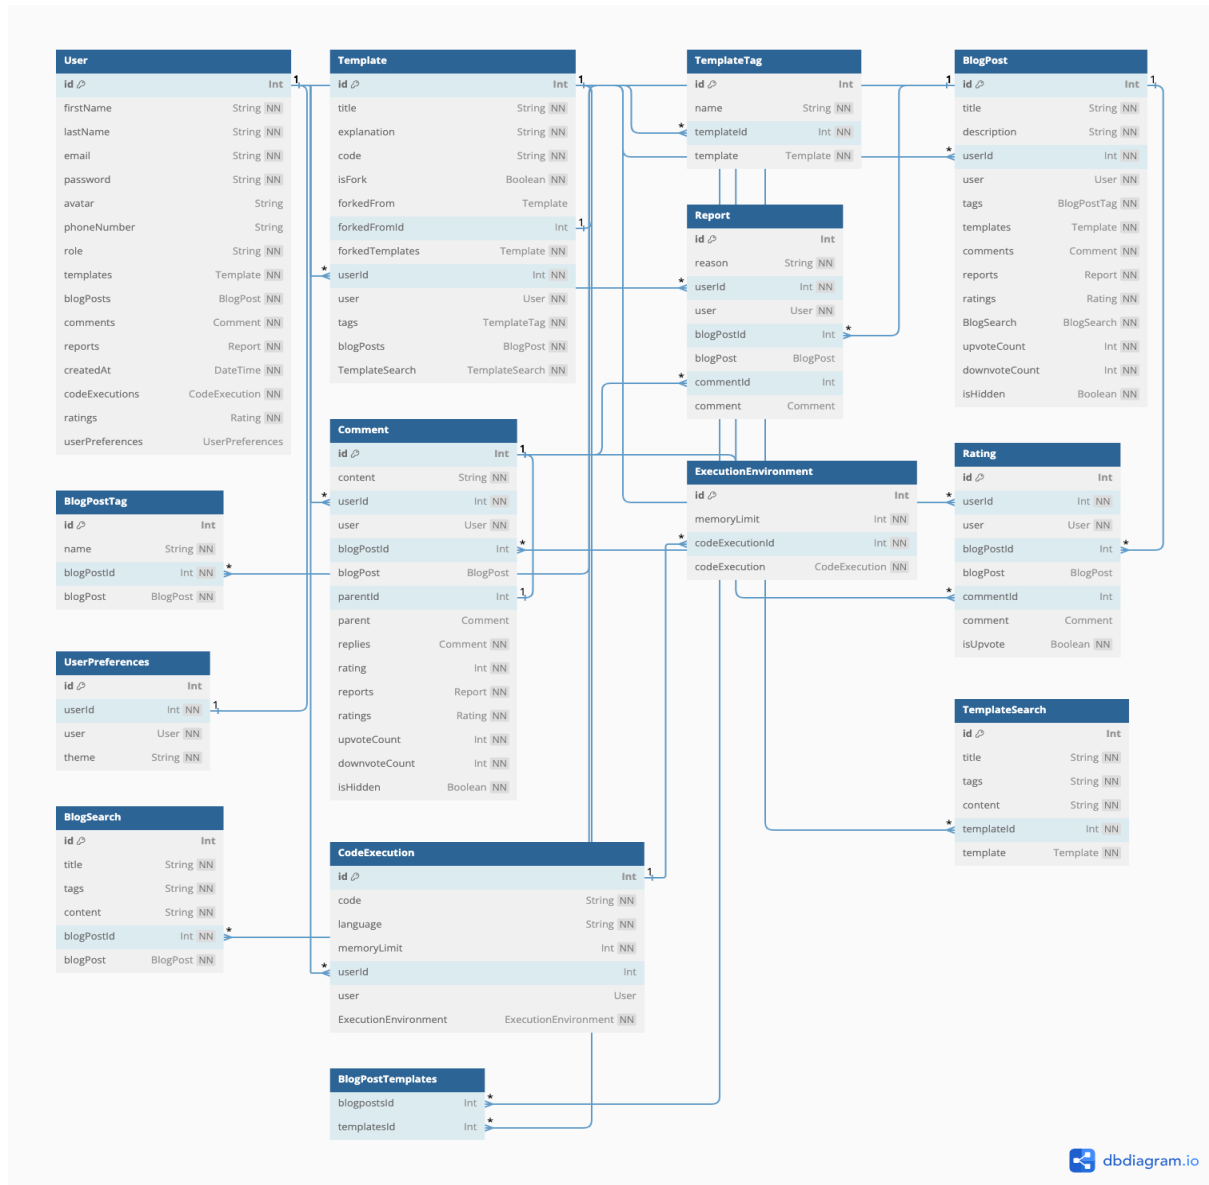 User
id Int
firstName String NN
lastName String NN
email String NN
password String NN
avatar String
phoneNumber String
role String NN
templates Template NN
blogPosts BlogPost NN
comments Comment NN
reports Report NN
createdAt DateTime NN
codeExecutions CodeExecution NN
ratings Rating NN
userPreferences UserPreferences
1
BlogPostTag
id Int
name String NN
blogPostId Int NN
blogPost BlogPost NN
*
UserPreferences
id Int
userId Int NN
user User NN
theme String NN
1
BlogSearch
id Int
title String NN
tags String NN
content String NN
blogPostId Int NN
blogPost BlogPost NN
*
Template
id Int
title String NN
explanation String NN
code String NN
isFork Boolean NN
forkedFrom Template
forkedFromId Int
forkedTemplates Template NN
userId Int NN
user User NN
tags TemplateTag NN
blogPosts BlogPost NN
TemplateSearch TemplateSearch NN
1
1
*
Comment
id Int
content String NN
userId Int NN
user User NN
blogPostId Int
blogPost BlogPost
parentId Int
parent Comment
replies Comment NN
rating Int NN
reports Report NN
ratings Rating NN
upvoteCount Int NN
downvoteCount Int NN
isHidden Boolean NN
1
*
*
1
CodeExecution
id Int
code String NN
language String NN
memoryLimit Int NN
userId Int
user User
ExecutionEnvironment ExecutionEnvironment NN
1
*
BlogPostTemplates
blogpostsId Int
templatesId Int
*
*
TemplateTag
id Int
name String NN
templateId Int NN
template Template NN
*
Report
id Int
reason String NN
userId Int NN
user User NN
blogPostId Int
blogPost BlogPost
commentId Int
comment Comment
*
*
*
ExecutionEnvironment
id Int
memoryLimit Int NN
codeExecutionId Int NN
codeExecution CodeExecution NN
*
BlogPost
id Int
title String NN
description String NN
userId Int NN
user User NN
tags BlogPostTag NN
templates Template NN
comments Comment NN
reports Report NN
ratings Rating NN
BlogSearch BlogSearch NN
upvoteCount Int NN
downvoteCount Int NN
isHidden Boolean NN
1
1
*
Rating
id Int
userId Int NN
user User NN
blogPostId Int
blogPost BlogPost
commentId Int
comment Comment
isUpvote Boolean NN
*
*
*
TemplateSearch
id Int
title String NN
tags String NN
content String NN
templateId Int NN
template Template NN
*
dbdiagram.io